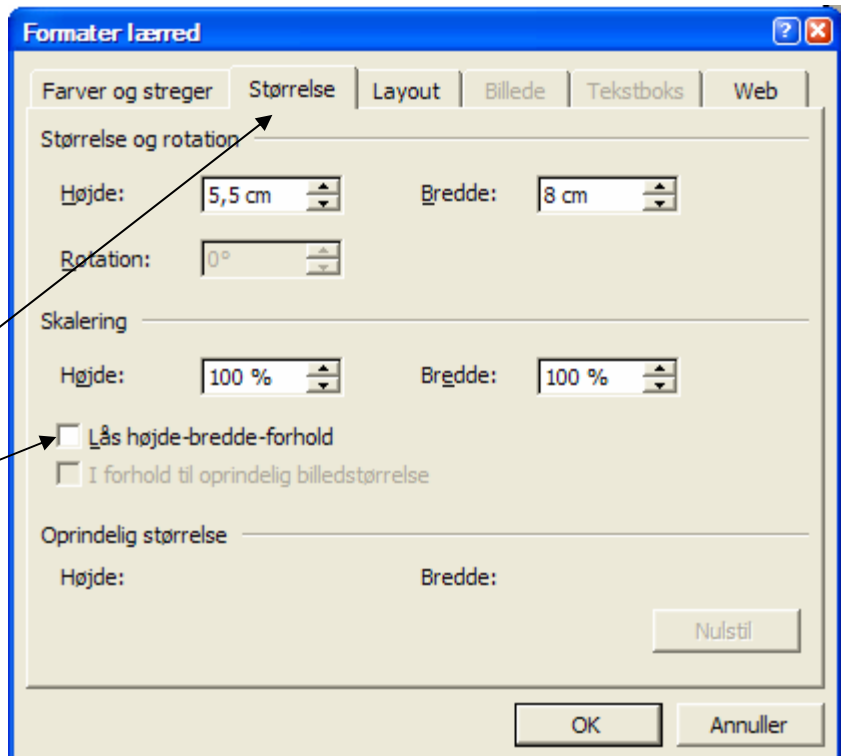 Formater lærred
Farver og streger Størrelse Layout Billede Tekstboks Web
Størrelse og rotation
Højde: 5,5 cm Bredde: 8 cm
Rotation: 0°
Skalering
Højde: 100 % Bredde: 100 %
Lås højde-bredde-forhold
I forhold til oprindelig billedstørrelse
Oprindelig størrelse
Højde: Bredde:
Nulstil
OK Annuller